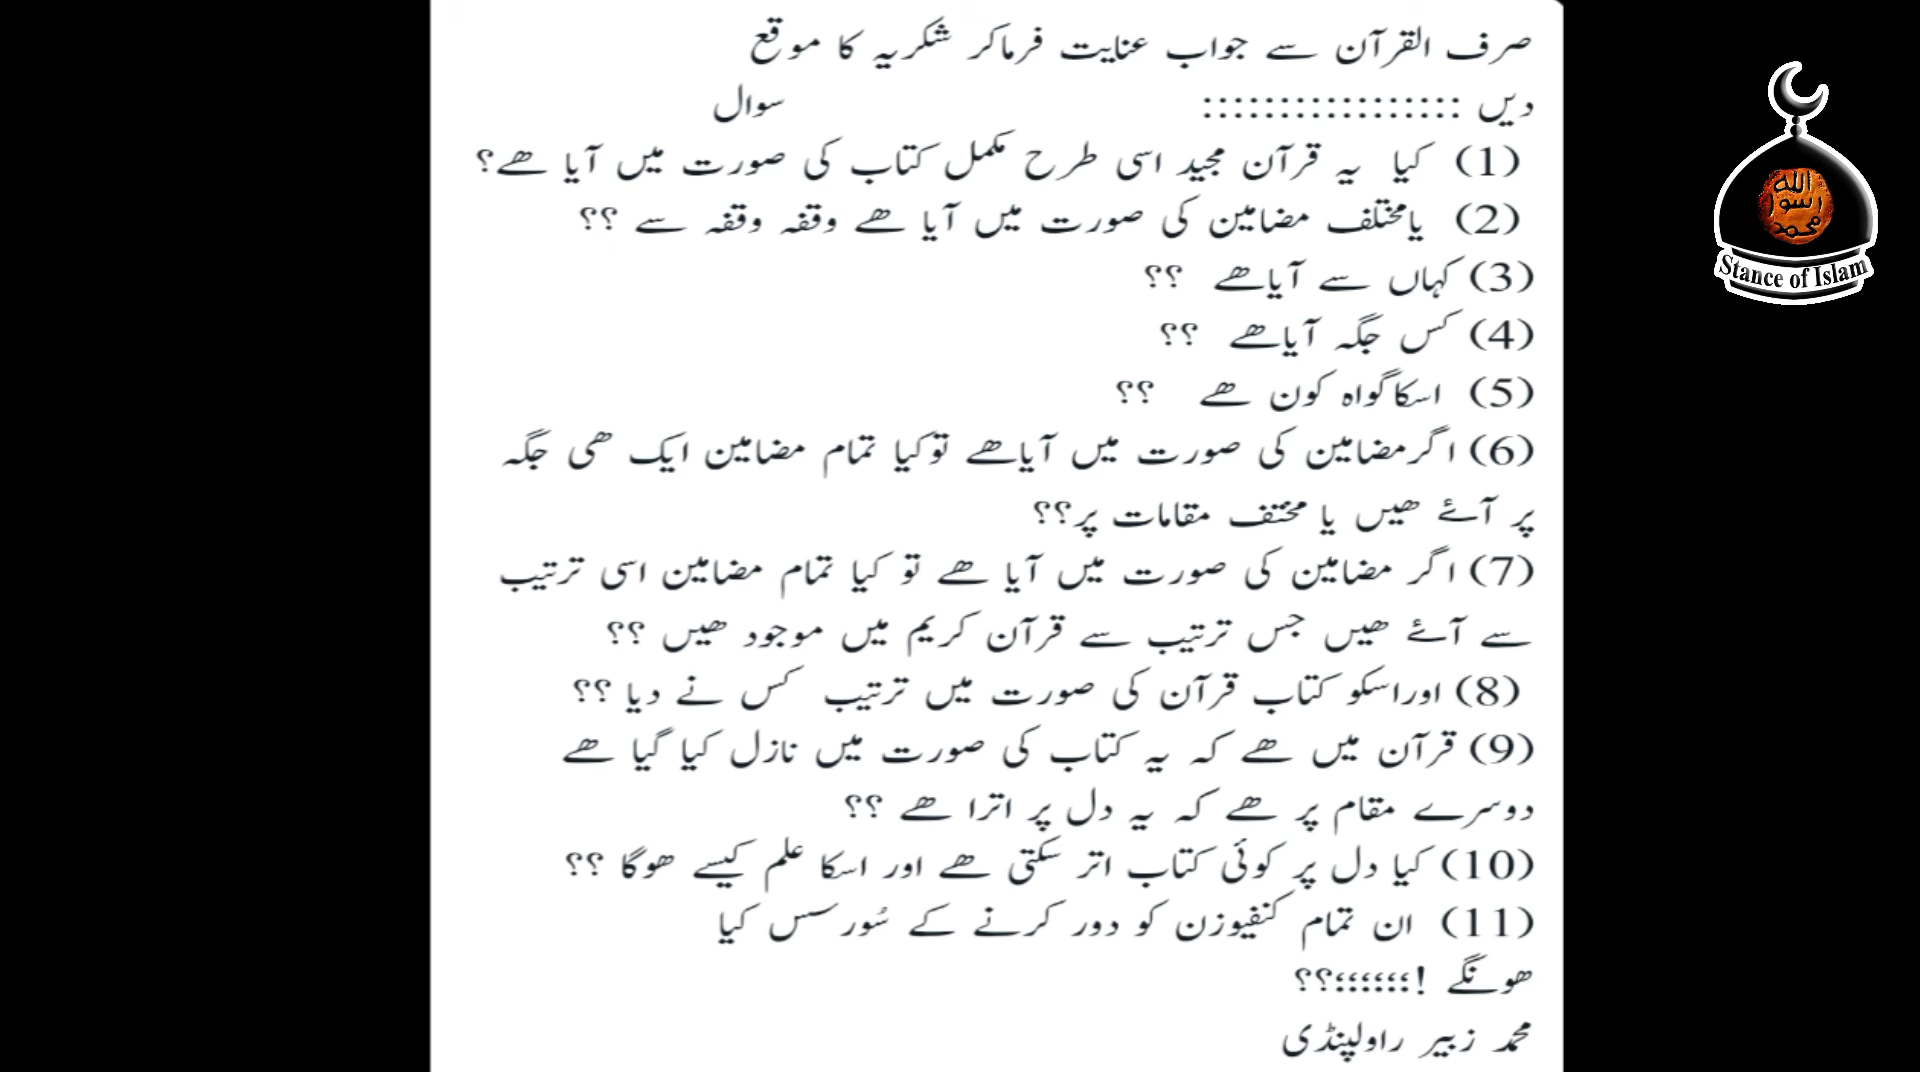 صرف القرآن سے جواب عنایت فرماکر شکریہ کا موقع
دیں ::::::::::::::::: سوال
(1) کیا یہ قرآن مجید اسی طرح مکمل کتاب کی صورت میں آیا ھے؟
(2) یامختلف مضامین کی صورت میں آیا ھے وقفہ وقفہ سے ؟؟
(3) کہاں سے آیاھے ؟؟
(4) کس جگہ آیاھے ؟؟
(5) اسکاگواہ کون ھے ؟؟
(6) اگرمضامین کی صورت میں آیاھے توکیا تمام مضامین ایک ھی جگہ
پر آئے ھیں یا مختف مقامات پر؟؟
(7) اگر مضامین کی صورت میں آیا ھے تو کیا تمام مضامین اسی ترتیب
سے آئے ھیں جس ترتیب سے قرآن کریم میں موجود ھیں ؟؟
(8) اوراسکو کتاب قرآن کی صورت میں ترتیب کس نے دیا ؟؟
(9) قرآن میں ھے کہ یہ کتاب کی صورت میں نازل کیا گیا ھے
دوسرے مقام پر ھے کہ یہ دل پر اترا ھے ؟؟
(10) کیا دل پر کوئی کتاب اتر سکتی ھے اور اسکا علم کیسے ھوگا ؟؟
(11) ان تمام کنفیوزن کو دور کرنے کے سُورسس کیا
ھونگے !؛؛؛؛؛؛؟؟
محمد زبیر راولپنڈی
الله
رسول
محمد
Stance of Islam